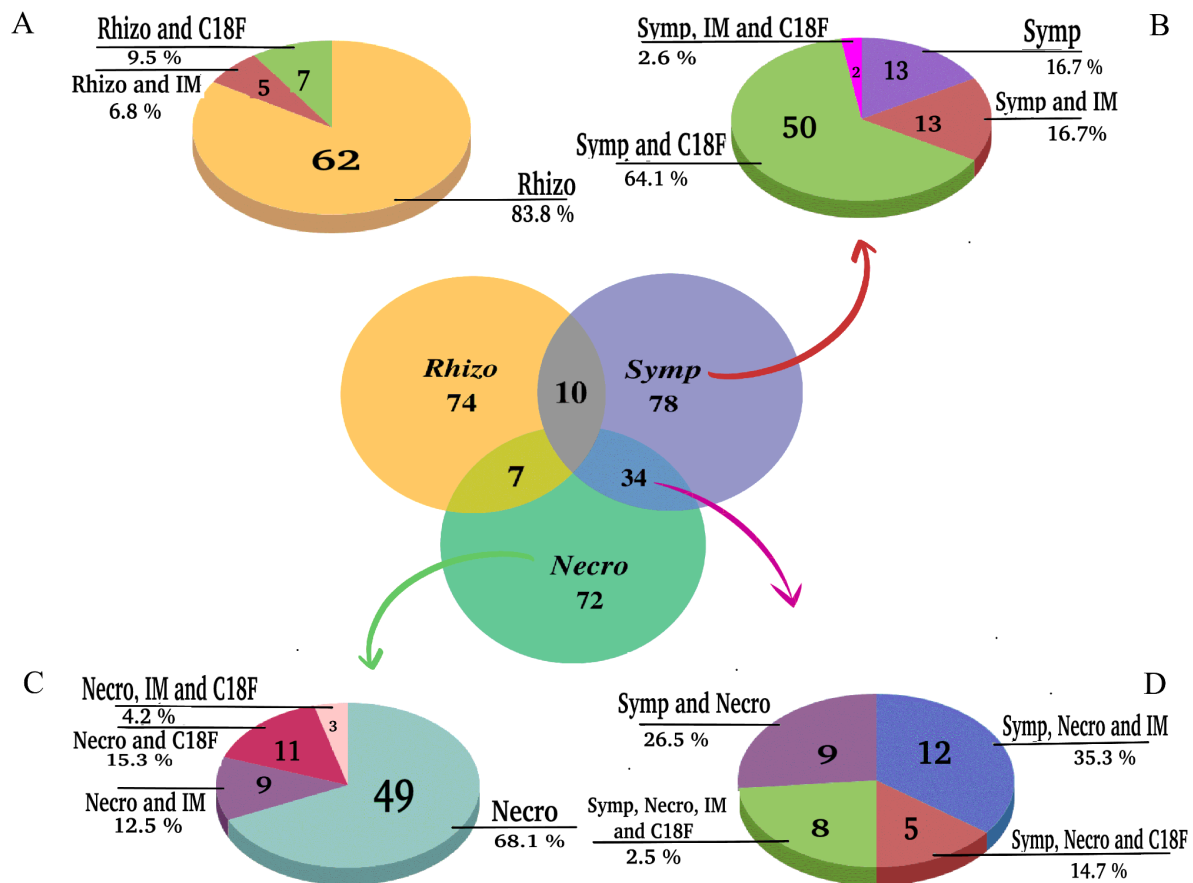 A
Rhizo and C18F
9.5 %
Rhizo and IM
6.8 %
5
7
62
Rhizo
83.8 %
B
Symp, IM and C18F
2.6 %
2
13
Symp
16.7 %
Symp and IM
16.7%
13
50
Symp and C18F
64.1 %
Rhizo
74
10
Symp
78
7
34
Necro
72
C
Necro, IM and C18F
4.2 %
3
Necro and C18F
15.3 %
11
Necro and IM
12.5 %
9
49
Necro
68.1 %
D
Symp and Necro
26.5 %
9
12
Symp, Necro and IM
35.3 %
Symp, Necro, IM
and C18F
2.5 %
8
5
Symp, Necro and C18F
14.7 %